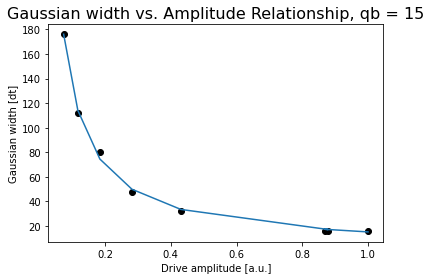 Gaussian width vs. Amplitude Relationship, qb = 15
Gaussian width [dt]
180
160
140
120
100
80
60
40
20
0.2 0.4 0.6 0.8 1.0
Drive amplitude [a.u.]